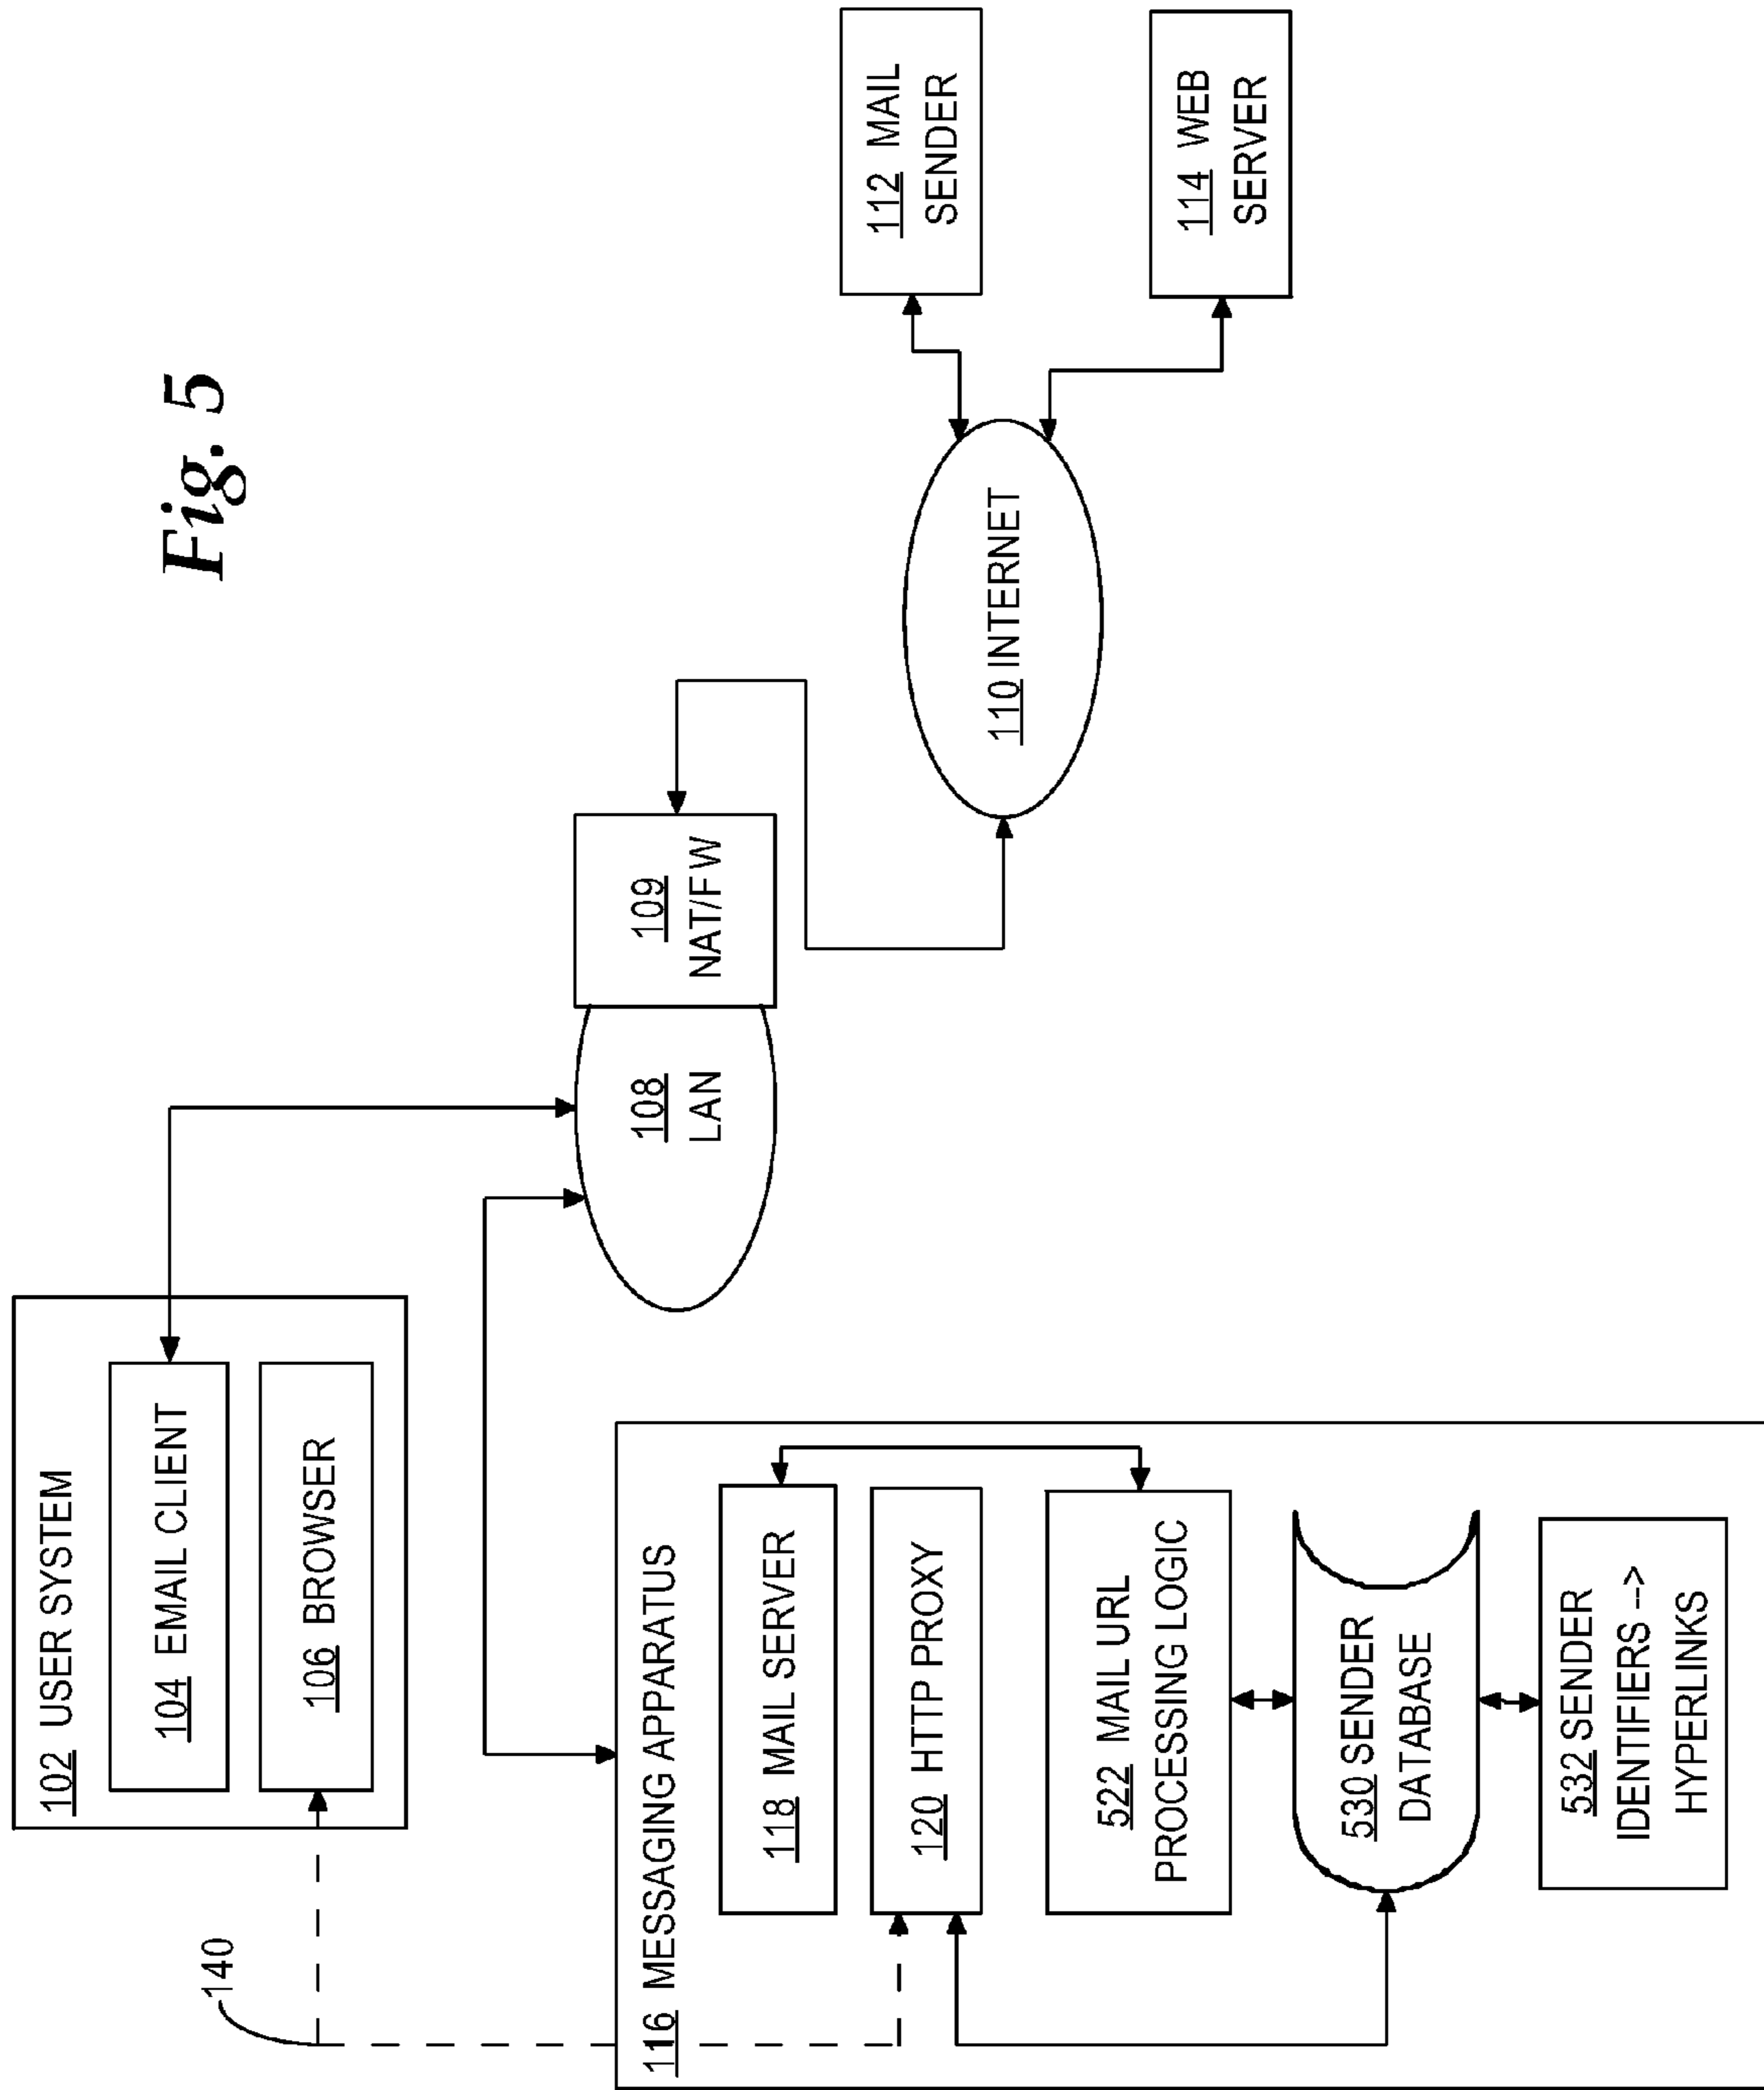 102 USER SYSTEM
104 EMAIL CLIENT
106 BROWSER
140
116 MESSAGING APPARATUS
118 MAIL SERVER
120 HTTP PROXY
522 MAIL URL
PROCESSING LOGIC
530 SENDER
DATABASE
532 SENDER
IDENTIFIERS -->
HYPERLINKS
108
LAN
109
NAT/FW
110 INTERNET
112 MAIL
SENDER
114 WEB
SERVER
Fig. 5